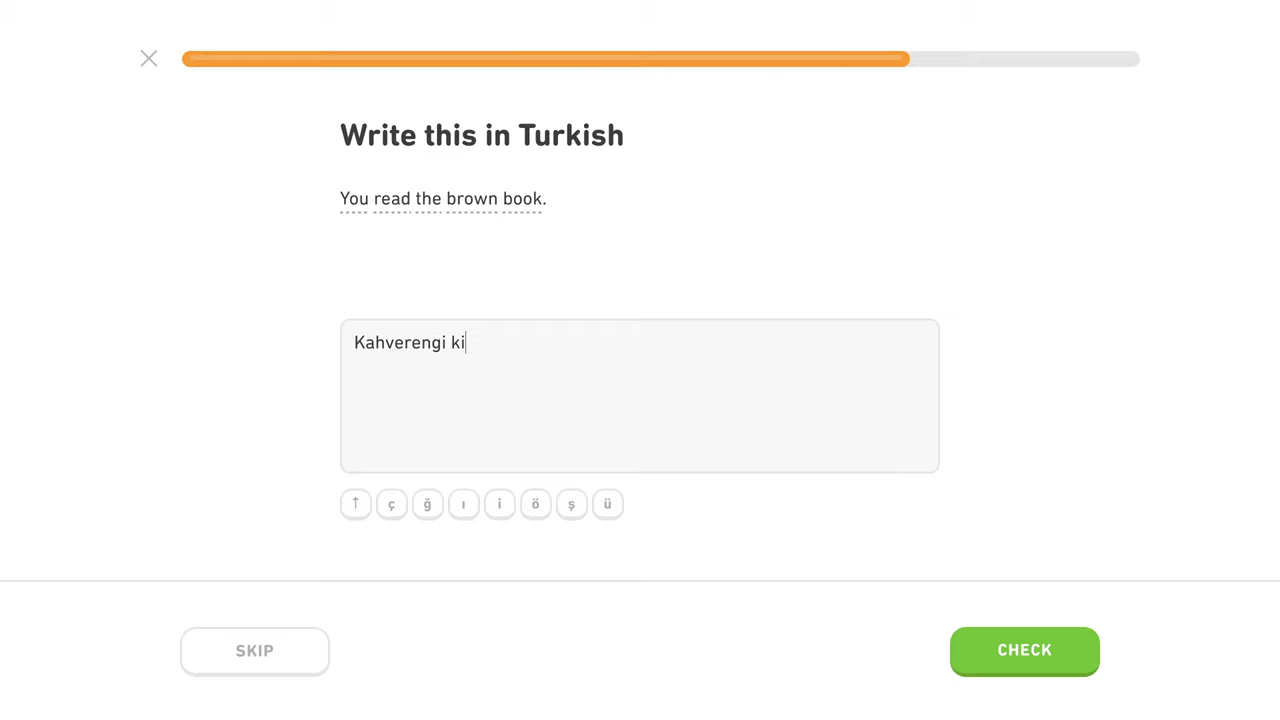 Write this in Turkish
You read the brown book.
Kahverengi ki
↑ ç ğ ı i ö ş ü
SKIP
CHECK